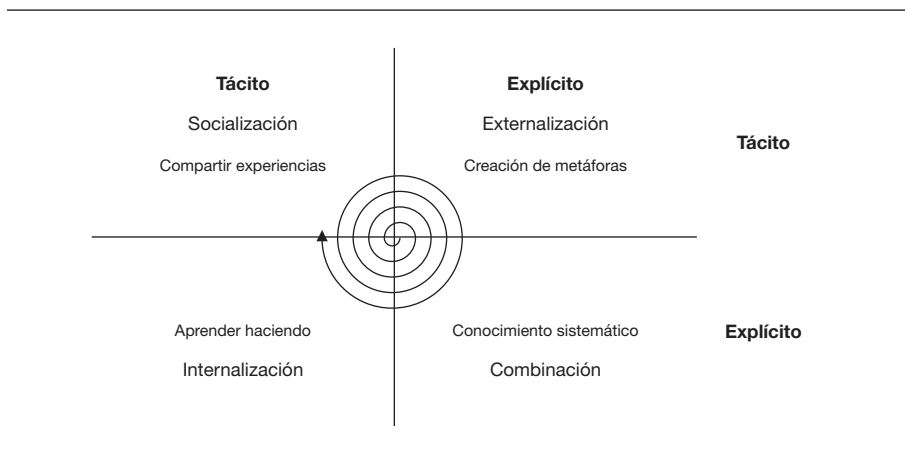 Tácito
Explícito
Socialización
Externalización
Tácito
Compartir experiencias
Creación de metáforas
Aprender haciendo
Conocimiento sistemático
Explícito
Internalización
Combinación